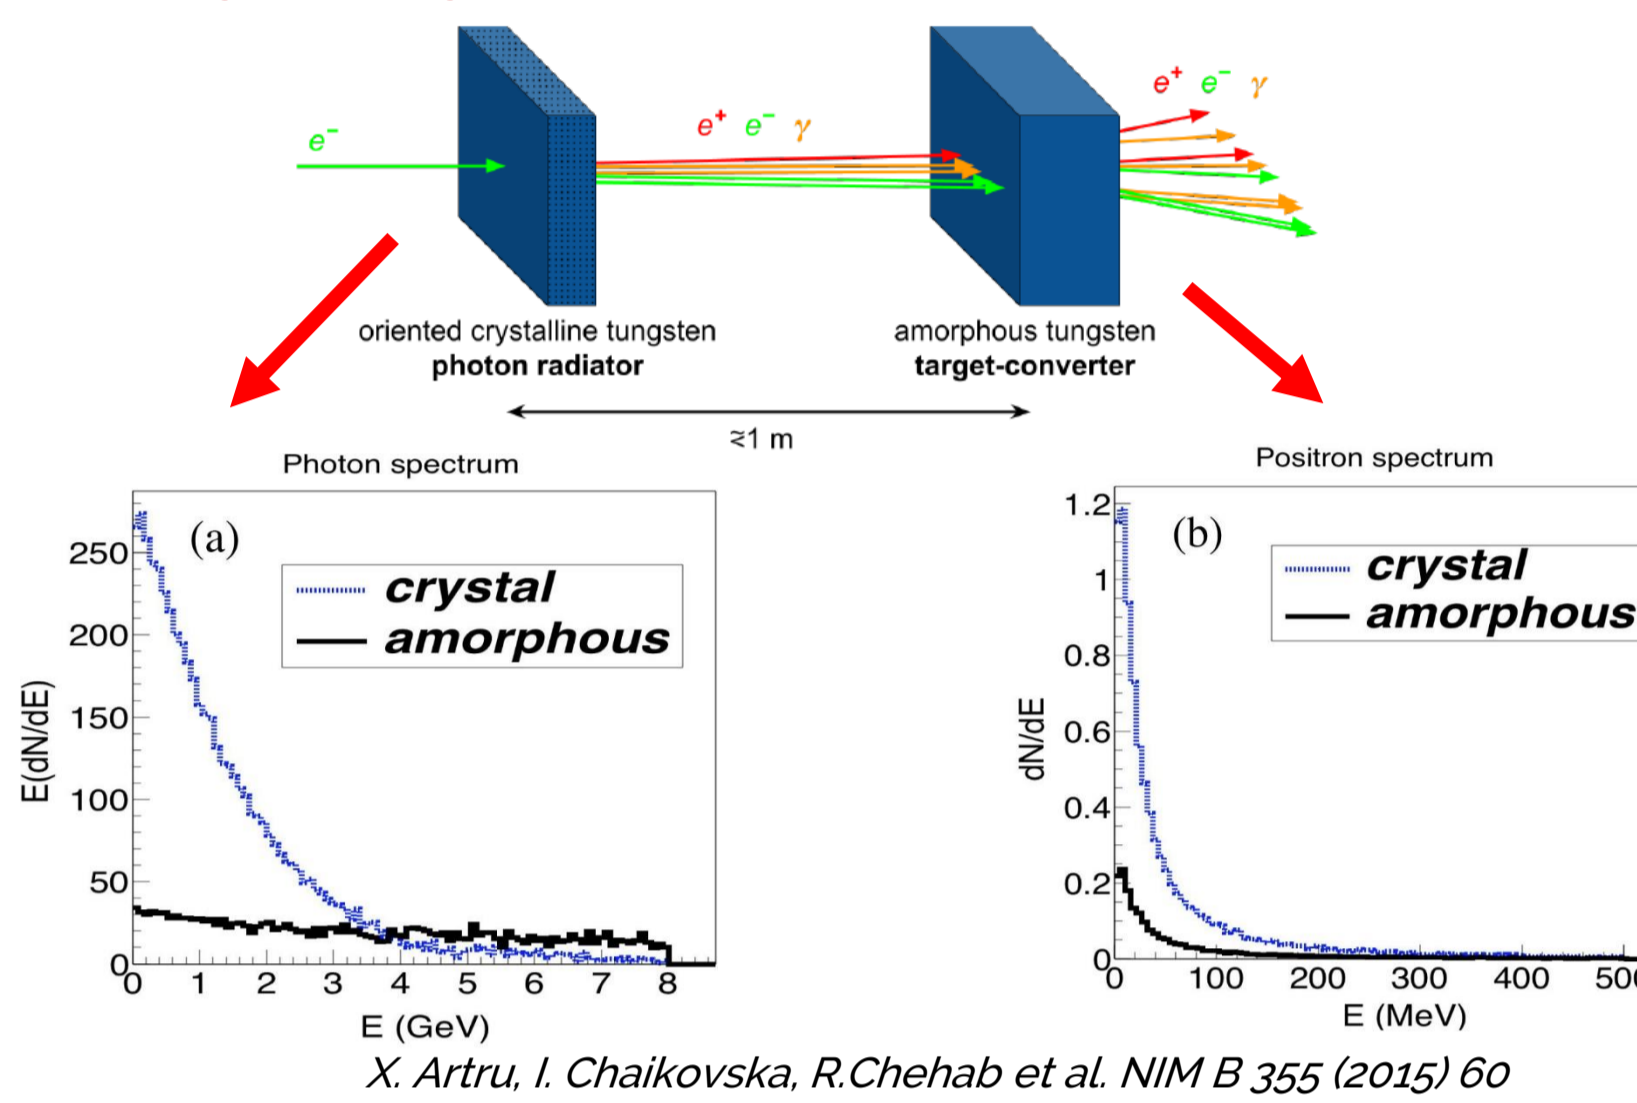 e⁺ e⁻ γ
e⁻
e⁺ e⁻ γ
oriented crystalline tungsten
photon radiator
amorphous tungsten
target-converter
≳1 m
Photon spectrum
(a)
crystal
amorphous
E(dN/dE)
250
200
150
100
50
0
0 1 2 3 4 5 6 7 8
E (GeV)
Positron spectrum
(b)
crystal
amorphous
dN/dE
1.2
1
0.8
0.6
0.4
0.2
0
0 100 200 300 400
E (MeV)
X. Artru, I. Chaikovska, R.Chehab et al. NIM B 355 (2015) 60